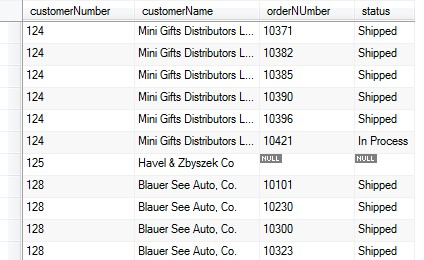 customerNumber customerName orderNUmber status
124 Mini Gifts Distributors L... 10371 Shipped
124 Mini Gifts Distributors L... 10382 Shipped
124 Mini Gifts Distributors L... 10385 Shipped
124 Mini Gifts Distributors L... 10390 Shipped
124 Mini Gifts Distributors L... 10396 Shipped
124 Mini Gifts Distributors L... 10421 In Process
125 Havel & Zbyszek Co NULL NULL
128 Blauer See Auto, Co. 10101 Shipped
128 Blauer See Auto, Co. 10230 Shipped
128 Blauer See Auto, Co. 10300 Shipped
128 Blauer See Auto, Co. 10323 Shipped